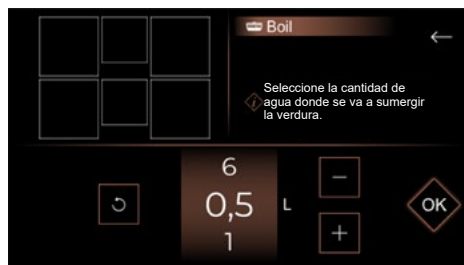 Boil
Seleccione la cantidad de
agua donde se va a sumergir
la verdura.
6
0,5 L
1
OK